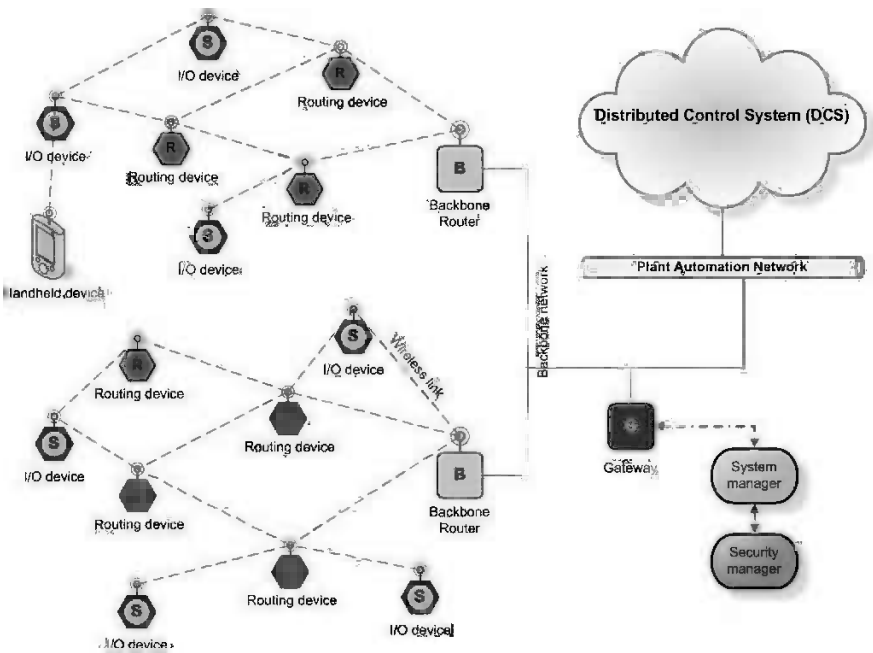 S
I/O device
R
Routing device
Distributed Control System (DCS)
S
I/O device
R
Routing device
R
Routing device
B
Backbone
Router
S
I/O device
Handheld device
Plant Automation Network
Backbone network
S
I/O device
Wireless link
R
Routing device
Routing device
S
I/O device
Gateway
System
manager
B
Backbone
Router
Routing device
Security
manager
Routing device
S
I/O device
S
I/O device